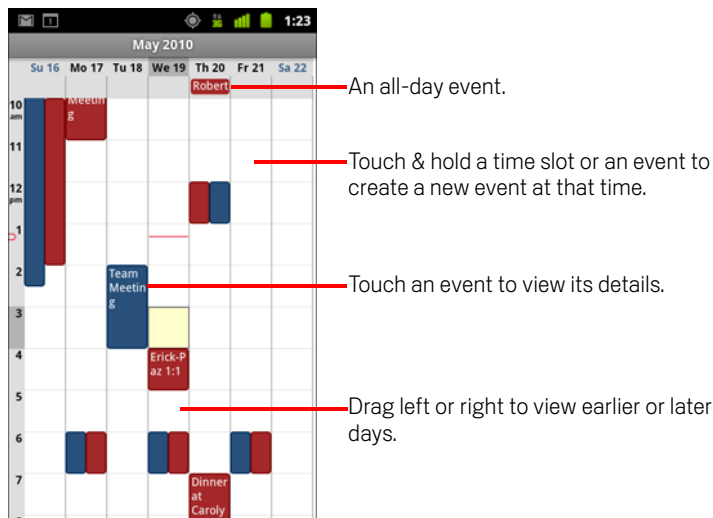 1
3G
1:23
May 2010
Su 16 Mo 17 Tu 18 We 19 Th 20 Fr 21 Sa 22
Robert
An all-day event.
10
am
Meetin
g
11
Touch & hold a time slot or an event to
create a new event at that time.
12
pm
1
2
Team
Meetin
g
Touch an event to view its details.
3
4
Erick-P
az 1:1
5
Drag left or right to view earlier or later
days.
6
7
Dinner
at
Caroly